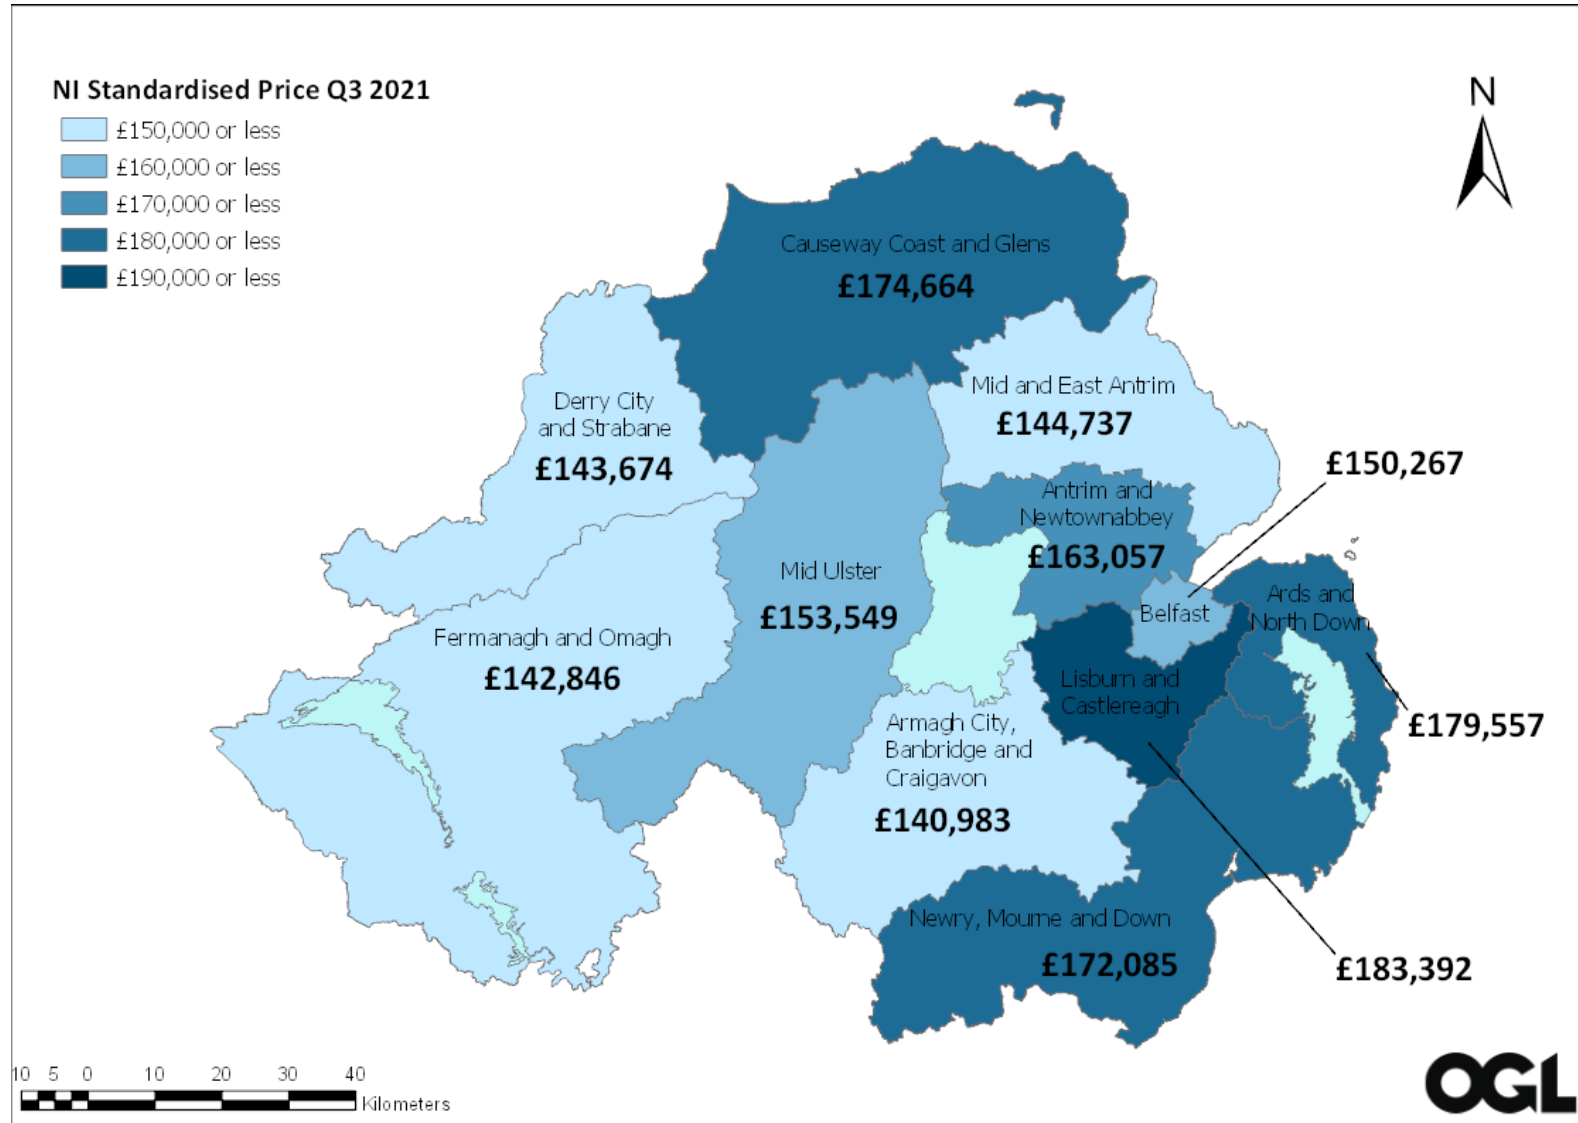 NI Standardised Price Q3 2021
£150,000 or less
£160,000 or less
£170,000 or less
£180,000 or less
£190,000 or less
N
Causeway Coast and Glens
£174,664
Derry City
and Strabane
£143,674
Mid and East Antrim
£144,737
£150,267
Antrim and
Newtownabbey
£163,057
Mid Ulster
£153,549
Belfast
Ards and
North Down
£179,557
Fermanagh and Omagh
£142,846
Lisburn and
Castlereagh
£183,392
Armagh City,
Banbridge and
Craigavon
£140,983
Newry, Mourne and Down
£172,085
10 5 0 10 20 30 40
Kilometers
OGL